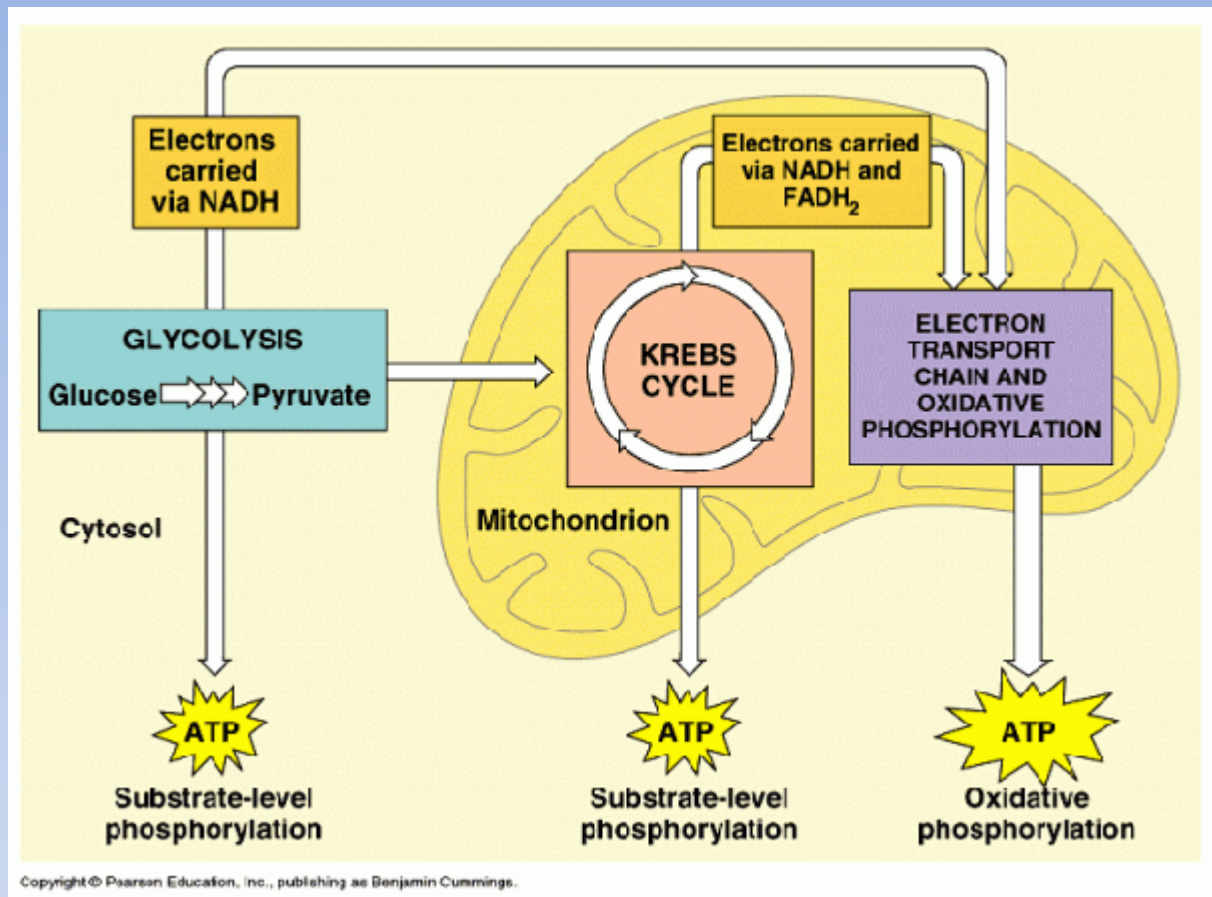 Electrons
carried
via NADH
Electrons carried
via NADH and
FADH₂
GLYCOLYSIS
Glucose Pyruvate
KREBS
CYCLE
ELECTRON
TRANSPORT
CHAIN AND
OXIDATIVE
PHOSPHORYLATION
Cytosol
Mitochondrion
ATP
ATP
ATP
Substrate-level
phosphorylation
Substrate-level
phosphorylation
Oxidative
phosphorylation
Copyright © Pearson Education, Inc., publishing as Benjamin Cummings.